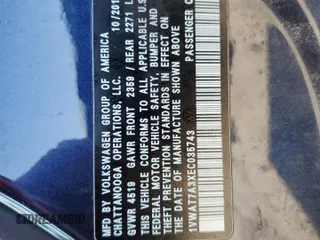 MFD BY VOLKSWAGEN GROUP OF AMERICA
CHATTANOOGA OPERATIONS, LLC. 10/201
GVWR 4519 GAWR FRONT 2359 / REAR 2271 L
THIS VEHICLE CONFORMS TO ALL APPLICABLE U.S
FEDERAL MOTOR VEHICLE SAFETY, BUMPER AND
THEFT PREVENTION STANDARDS IN EFFECT ON
THE DATE OF MANUFACTURE SHOWN ABOVE
1VWAT7A3XEC035743 PASSENGER C